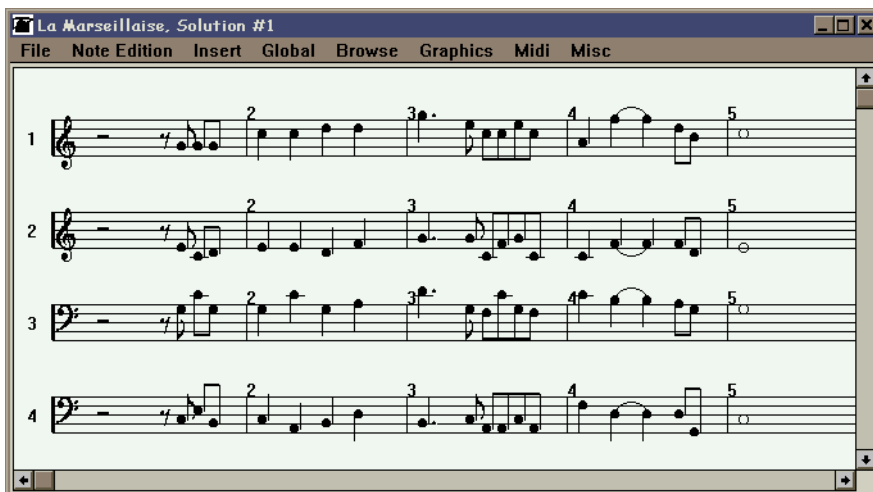 La Marseillaise, Solution #1
File Note Edition Insert Global Browse Graphics Midi Misc
2 3 4 5
1
2 3 4 5
2
2 3 4 5
3
2 3 4 5
4